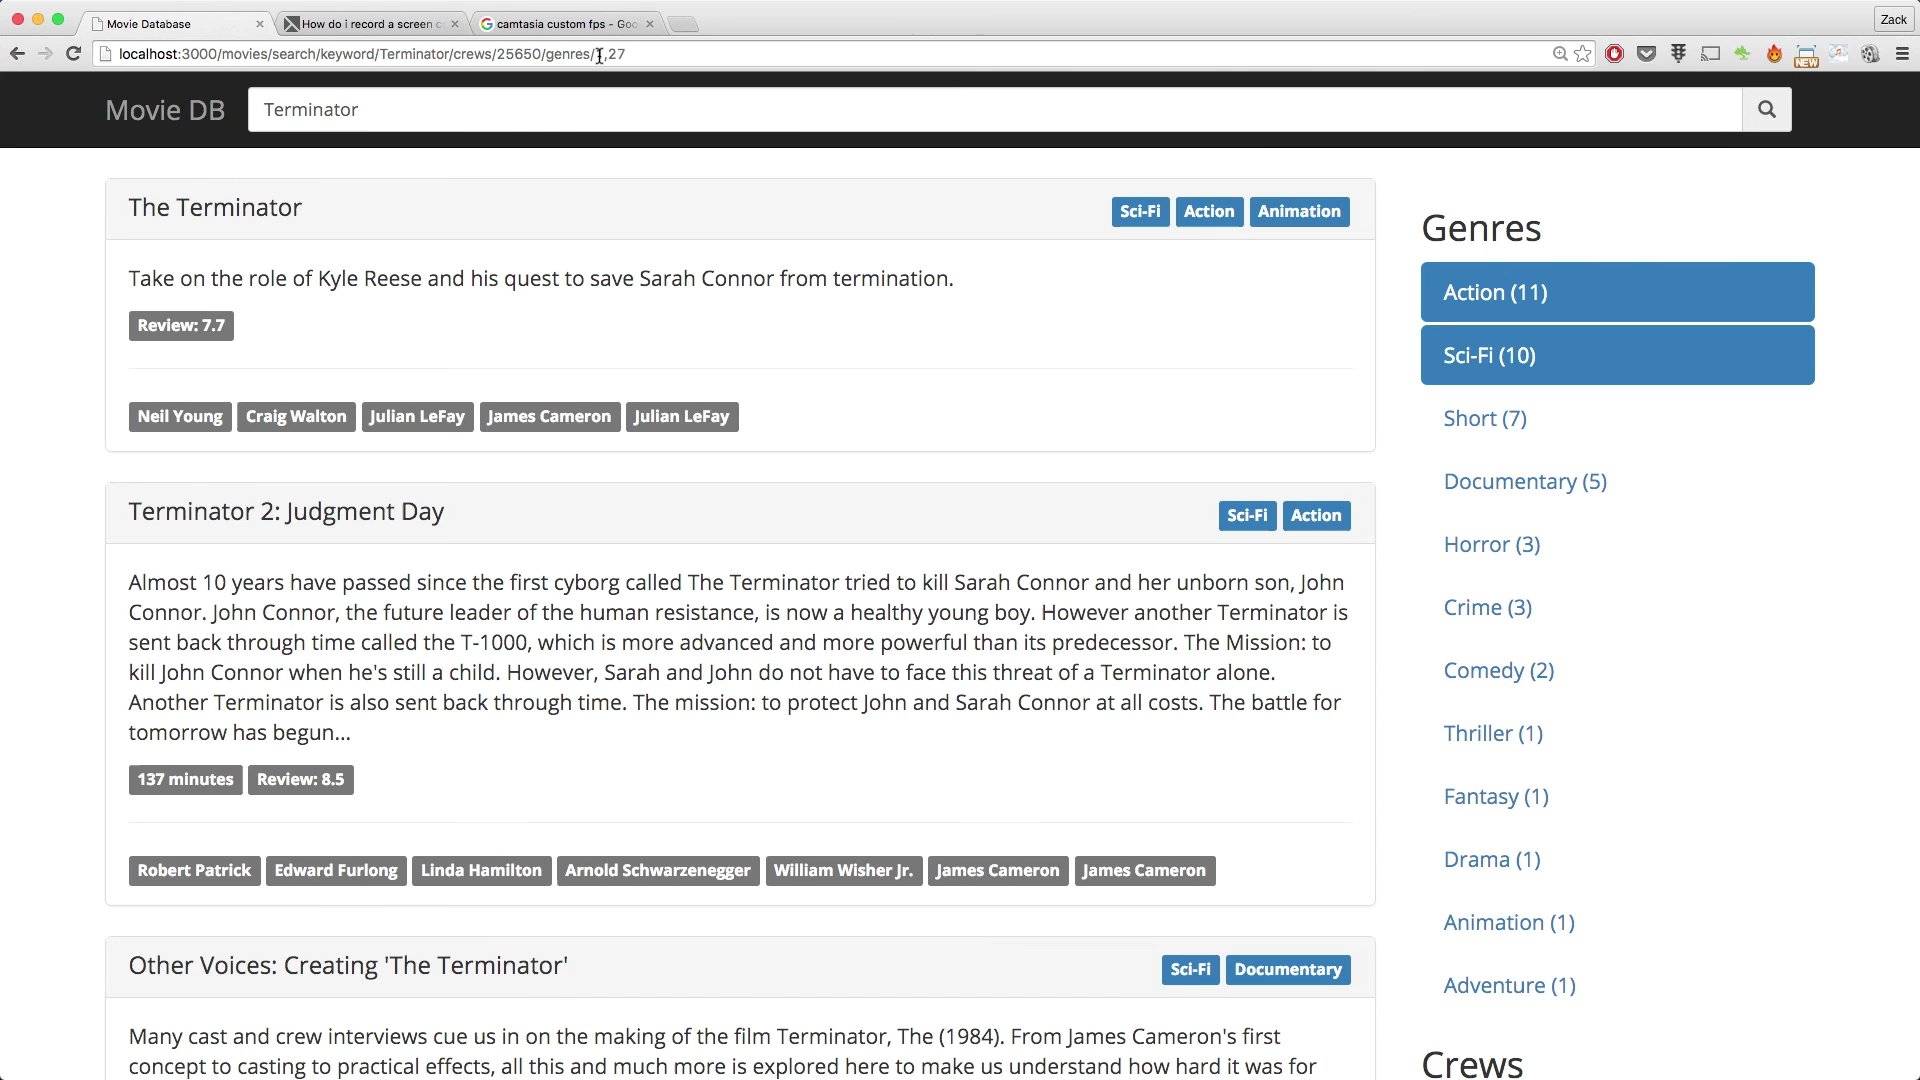 Movie Database
How do i record a screen c
camtasia custom fps - Goo
Zack
localhost:3000/movies/search/keyword/Terminator/crews/25650/genres/ ,27
NEW
Movie DB
Terminator
The Terminator
Sci-Fi Action Animation
Take on the role of Kyle Reese and his quest to save Sarah Connor from termination.
Review: 7.7
Neil Young Craig Walton Julian LeFay James Cameron Julian LeFay
Terminator 2: Judgment Day
Sci-Fi Action
Almost 10 years have passed since the first cyborg called The Terminator tried to kill Sarah Connor and her unborn son, John
Connor. John Connor, the future leader of the human resistance, is now a healthy young boy. However another Terminator is
sent back through time called the T-1000, which is more advanced and more powerful than its predecessor. The Mission: to
kill John Connor when he's still a child. However, Sarah and John do not have to face this threat of a Terminator alone.
Another Terminator is also sent back through time. The mission: to protect John and Sarah Connor at all costs. The battle for
tomorrow has begun...
137 minutes Review: 8.5
Robert Patrick Edward Furlong Linda Hamilton Arnold Schwarzenegger William Wisher Jr. James Cameron James Cameron
Other Voices: Creating 'The Terminator'
Sci-Fi Documentary
Many cast and crew interviews cue us in on the making of the film Terminator, The (1984). From James Cameron's first
concept to casting to practical effects, all this and much more is explored here to make us understand how hard it was for
Genres
Action (11)
Sci-Fi (10)
Short (7)
Documentary (5)
Horror (3)
Crime (3)
Comedy (2)
Thriller (1)
Fantasy (1)
Drama (1)
Animation (1)
Adventure (1)
Crews